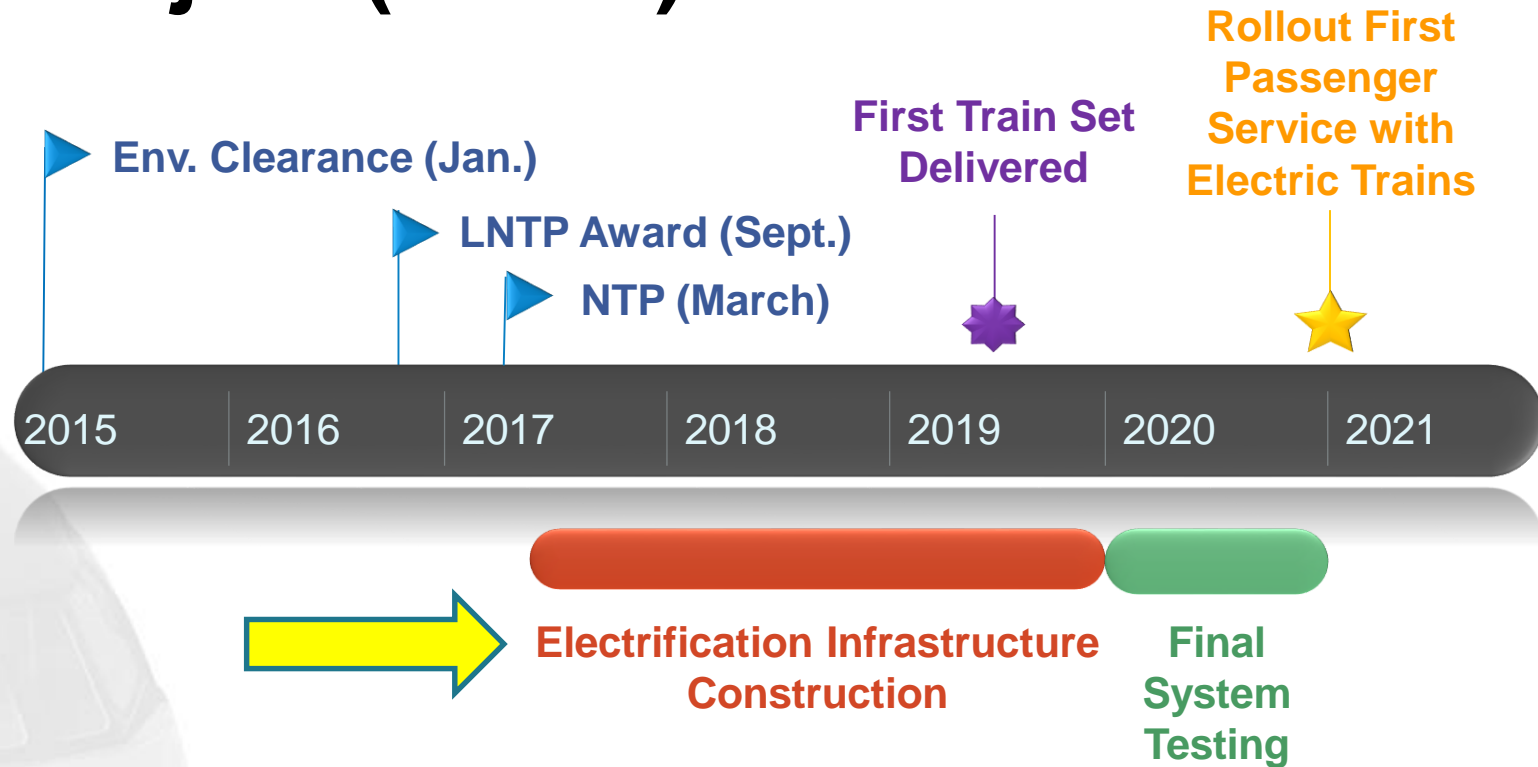 Rollout First
Passenger
Service with
Electric Trains
First Train Set
Delivered
Env. Clearance (Jan.)
LNTP Award (Sept.)
NTP (March)
2015 2016 2017 2018 2019 2020 2021
Electrification Infrastructure
Construction
Final
System
Testing